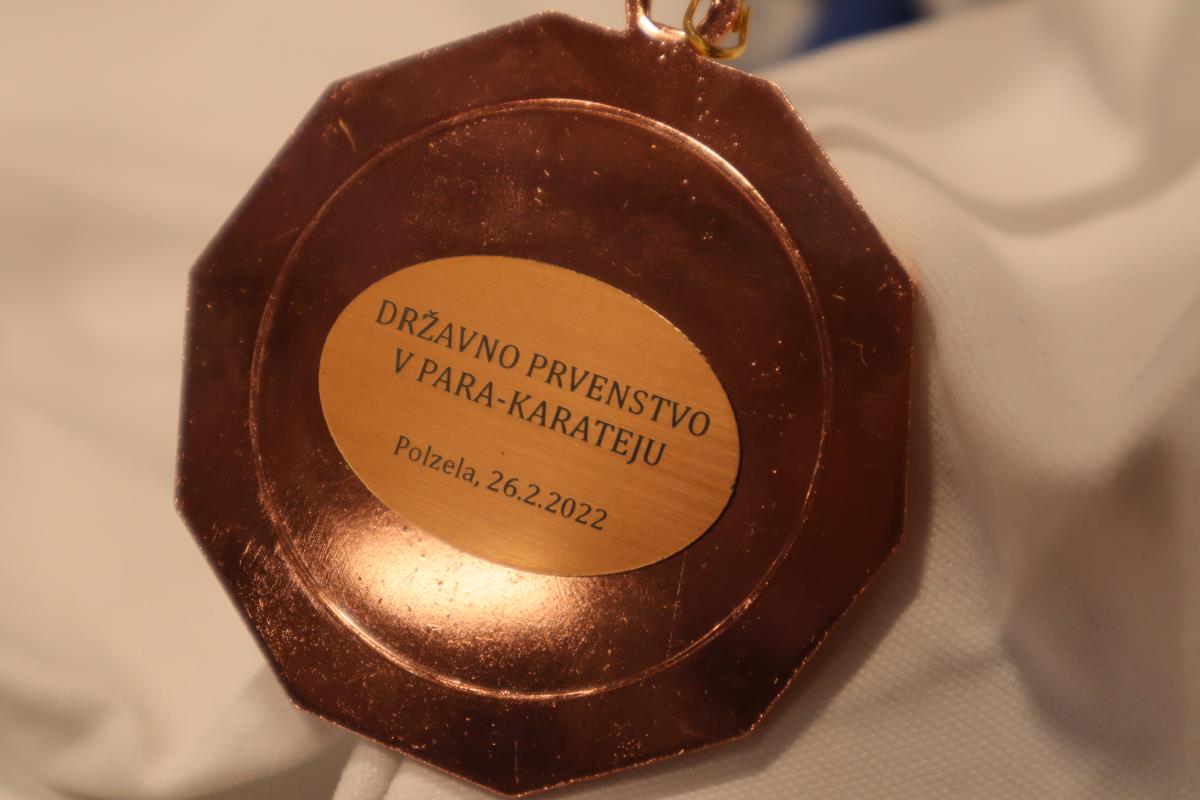 DRŽAVNO PRVENSTVO
V PARA-KARATEJU
Polzela, 26.2.2022